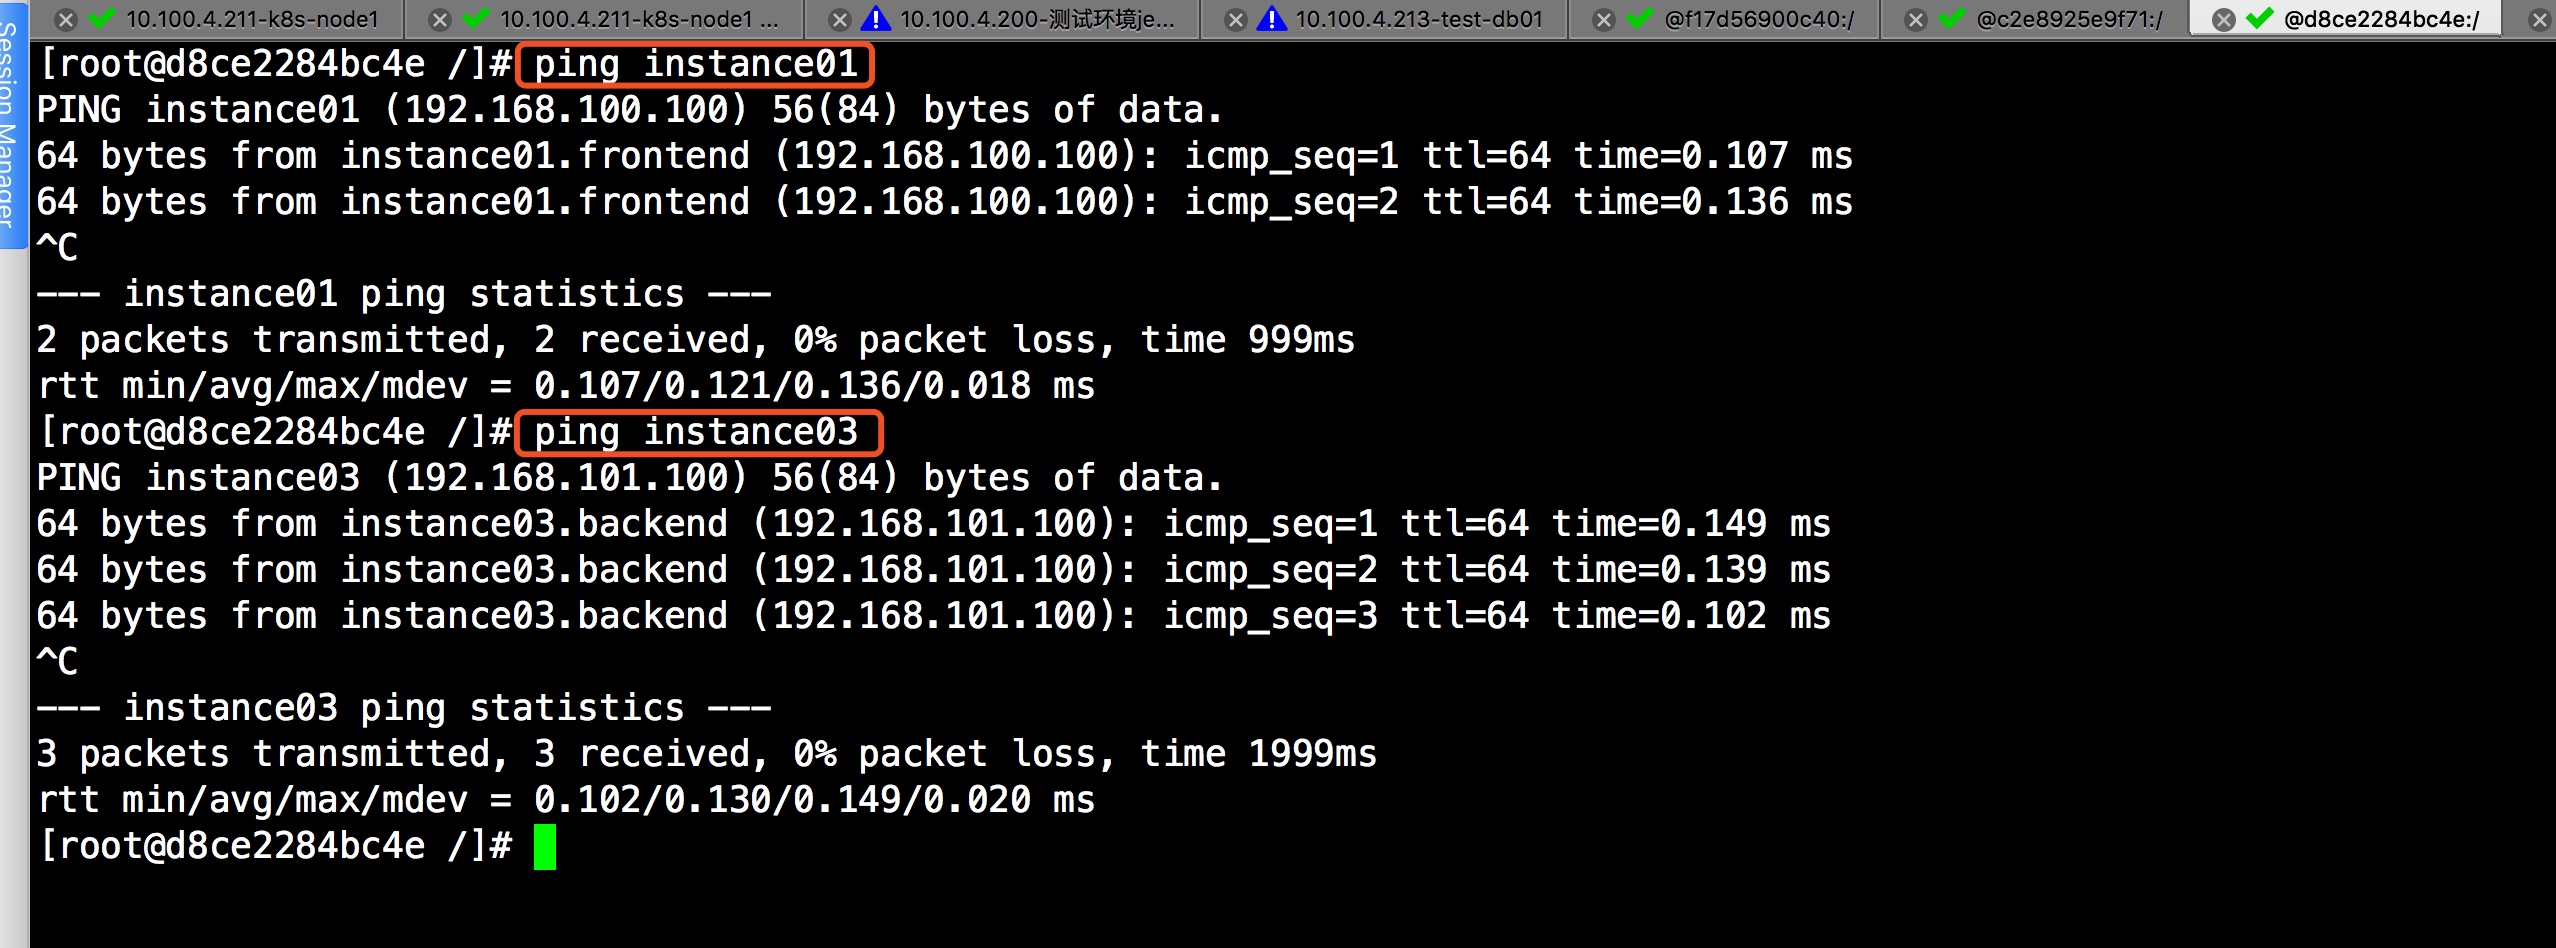 10.100.4.211-k8s-node1
10.100.4.211-k8s-node1 ...
10.100.4.200-测试环境je...
10.100.4.213-test-db01
@f17d56900c40:/
@c2e8925e9f71:/
@d8ce2284bc4e:/
Session Manager
[root@d8ce2284bc4e /]# ping instance01
PING instance01 (192.168.100.100) 56(84) bytes of data.
64 bytes from instance01.frontend (192.168.100.100): icmp_seq=1 ttl=64 time=0.107 ms
64 bytes from instance01.frontend (192.168.100.100): icmp_seq=2 ttl=64 time=0.136 ms
^C
--- instance01 ping statistics ---
2 packets transmitted, 2 received, 0% packet loss, time 999ms
rtt min/avg/max/mdev = 0.107/0.121/0.136/0.018 ms
[root@d8ce2284bc4e /]# ping instance03
PING instance03 (192.168.101.100) 56(84) bytes of data.
64 bytes from instance03.backend (192.168.101.100): icmp_seq=1 ttl=64 time=0.149 ms
64 bytes from instance03.backend (192.168.101.100): icmp_seq=2 ttl=64 time=0.139 ms
64 bytes from instance03.backend (192.168.101.100): icmp_seq=3 ttl=64 time=0.102 ms
^C
--- instance03 ping statistics ---
3 packets transmitted, 3 received, 0% packet loss, time 1999ms
rtt min/avg/max/mdev = 0.102/0.130/0.149/0.020 ms
[root@d8ce2284bc4e /]#